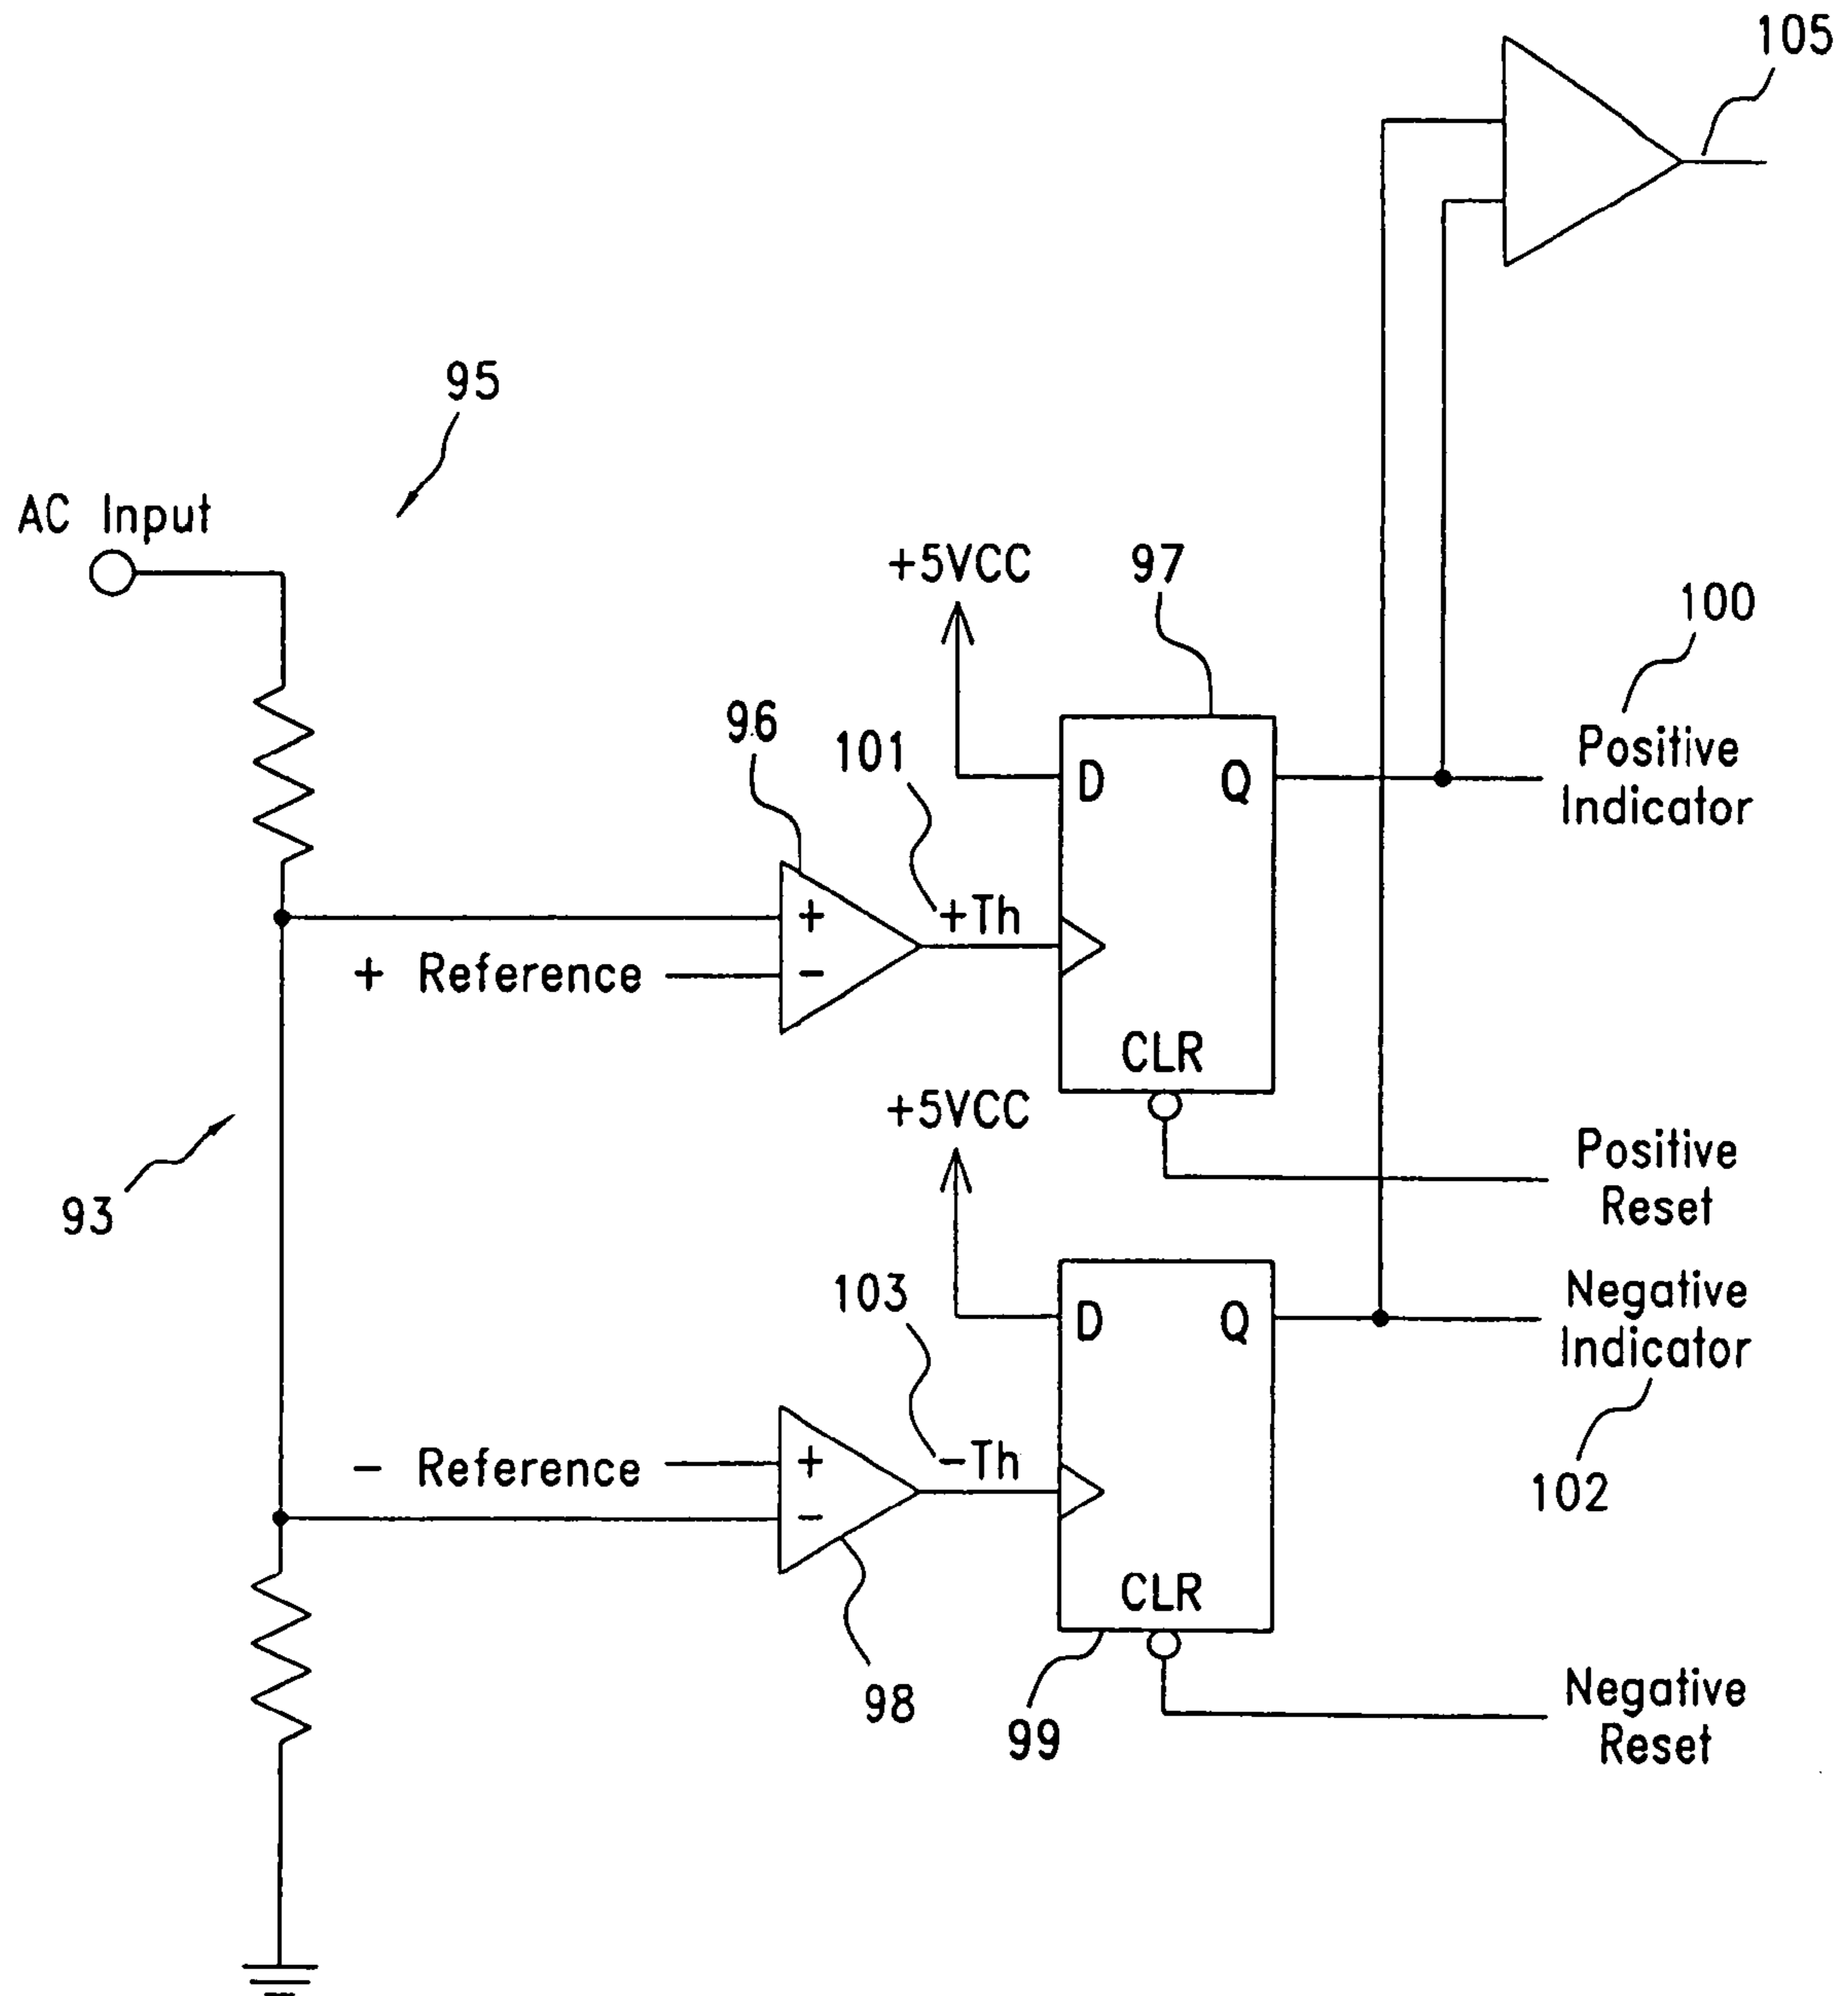 105
95
AC Input
+5VCC
97
100
96
101
D
Q
Positive
Indicator
+
+Th
+ Reference
-
CLR
+5VCC
Positive
Reset
93
103
D
Q
Negative
Indicator
- Reference
+
-Th
-
102
CLR
98
99
Negative
Reset